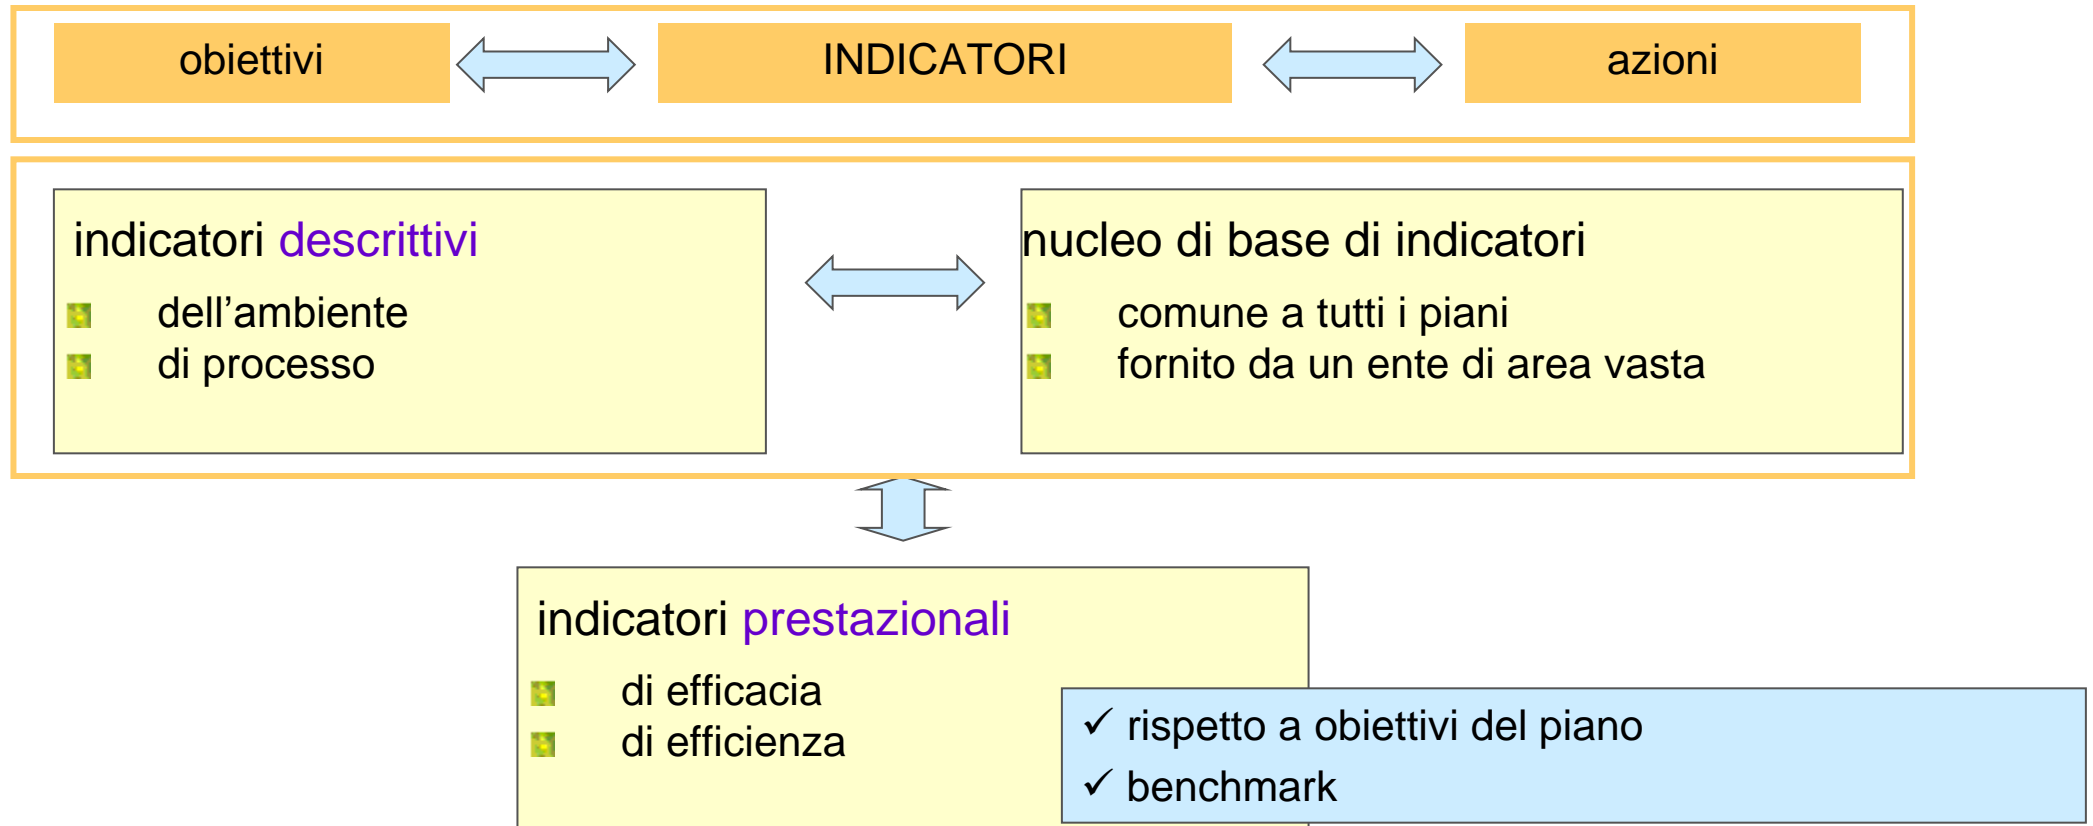 obiettivi
INDICATORI
azioni
indicatori descrittivi
dell’ambiente
di processo
nucleo di base di indicatori
comune a tutti i piani
fornito da un ente di area vasta
indicatori prestazionali
di efficacia
di efficienza
✓ rispetto a obiettivi del piano
✓ benchmark